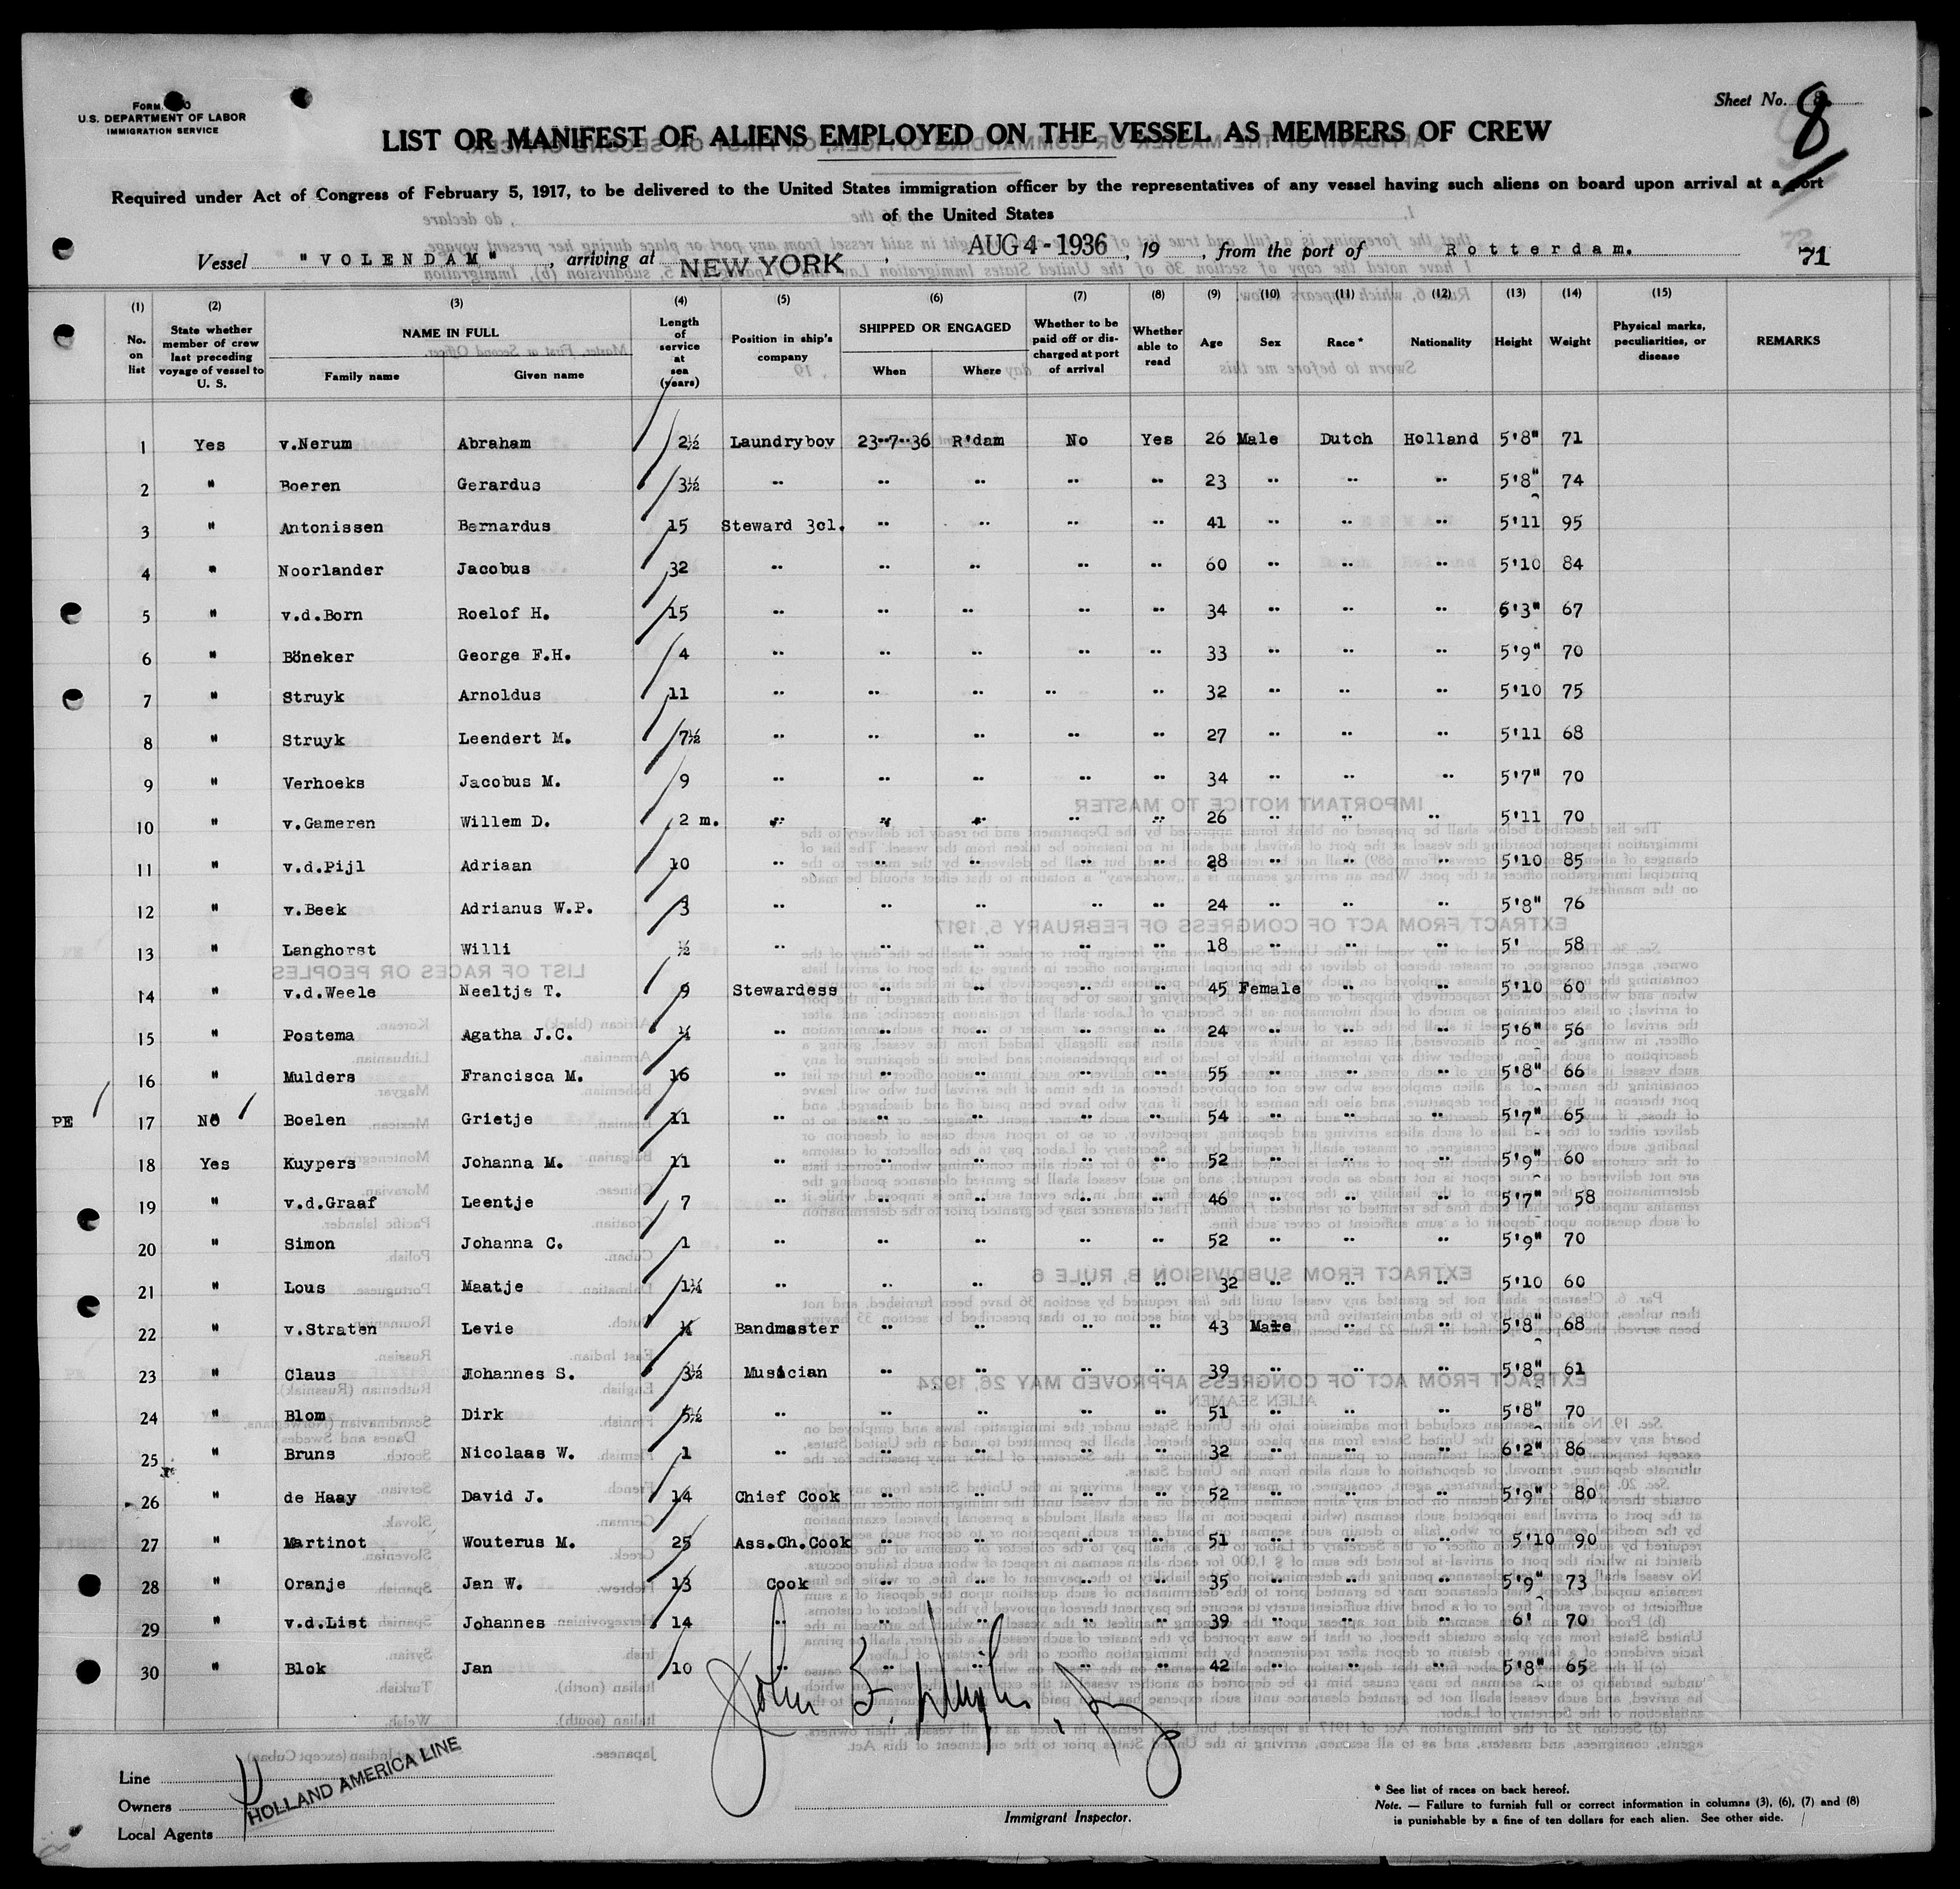 Sheet No. 8
U.S. DEPARTMENT OF LABOR
IMMIGRATION SERVICE
LIST OR MANIFEST OF ALIENS EMPLOYED ON THE VESSEL AS MEMBERS OF CREW
Required under Act of Congress of February 5, 1917, to be delivered to the United States immigration officer by the representatives of any vessel having such aliens on board upon arrival at a port
of the United States
Vessel "VOLENDAM", arriving at NEW YORK, AUG 4 - 1936, 19 , from the port of Rotterdam. 71
(1) (2) (3) (4) (5) (6) (7) (8) (9) (10) (11) (12) (13) (14) (15)
No. on list | State whether member of crew last preceding voyage of vessel to U. S. | NAME IN FULL Family name Given name | Length of service at sea (years) | Position in ship's company | SHIPPED OR ENGAGED When Where | Whether to be paid off or discharged at port of arrival | Whether able to read | Age | Sex | Race * | Nationality | Height | Weight | Physical marks, peculiarities, or disease | REMARKS
1 Yes v.Nerum Abraham 2½ Laundryboy 23-7-36 R'dam No Yes 26 Male Dutch Holland 5'8" 71
2 " Boeren Gerardus 3½ " " " " " 23 " " " 5'8" 74
3 " Antonissen Bernardus 15 Steward 3cl. " " " " 41 " " " 5'11 95
4 " Noorlander Jacobus 32 " " " " " 60 " " " 5'10 84
5 " v.d.Born Roelof H. 15 " " " " " 34 " " " 6'3" 67
6 " Böneker George F.H. 4 " " " " " 33 " " " 5'9" 70
7 " Struyk Arnoldus 11 " " " " " 32 " " " 5'10 75
8 " Struyk Leendert M. 7½ " " " " " 27 " " " 5'11 68
9 " Verhoeks Jacobus M. 9 " " " " " 34 " " " 5'7" 70
10 " v.Gameren Willem D. 2 m. " " " " " 26 " " " 5'11 70
11 " v.d.Pijl Adriaan 10 " " " " " 28 " " " 5'10 85
12 " v.Beek Adrianus W.P. 3 " " " " " 24 " " " 5'8" 76
13 " Langhorst Willi ½ " " " " " 18 " " " 5' 58
14 " v.d.Weele Neeltje T. 9 Stewardess " " " " 45 Female " " 5'10 60
15 " Postema Agatha J.C. " " " " " 24 " " " 5'6" 56
16 " Mulders Francisca M. 16 " " " " " 55 " " " 5'8" 66
PE 17 No Boelen Grietje 11 " " " " " 54 " " " 5'7" 65
18 Yes Kuypers Johanna M. 11 " " " " " 52 " " " 5'9" 60
19 " v.d.Graaf Leentje 7 " " " " " 46 " " " 5'7" 58
20 " Simon Johanna C. 1 " " " " " 52 " " " 5'9" 70
21 " Lous Maatje 1¼ " " " " " 32 " " " 5'10 60
22 " v.Straten Levie Bandmaster " " " " 43 Male " " 5'8" 68
23 " Claus Johannes S. 3½ Musician " " " " 39 " " " 5'8" 61
24 " Blom Dirk 5½ " " " " " 51 " " " 5'8" 70
25 " Bruns Nicolaas W. 1 " " " " " 32 " " " 6'2" 86
26 " de Haay David J. 14 Chief Cook " " " " 52 " " " 5'9" 80
27 " Martinot Wouterus M. 25 Ass.Ch.Cook " " " " 51 " " " 5'10 90
28 " Oranje Jan W. 13 Cook " " " " 35 " " " 5'9" 73
29 " v.d.List Johannes 14 " " " " " 39 " " " 6' 70
30 " Blok Jan 10 " " " " " 42 " " " 5'8" 65
Line
Owners HOLLAND AMERICA LINE
Local Agents
Immigrant Inspector.
* See list of races on back hereof.
Note. — Failure to furnish full or correct information in columns (3), (6), (7) and (8)
is punishable by a fine of ten dollars for each alien. See other side.